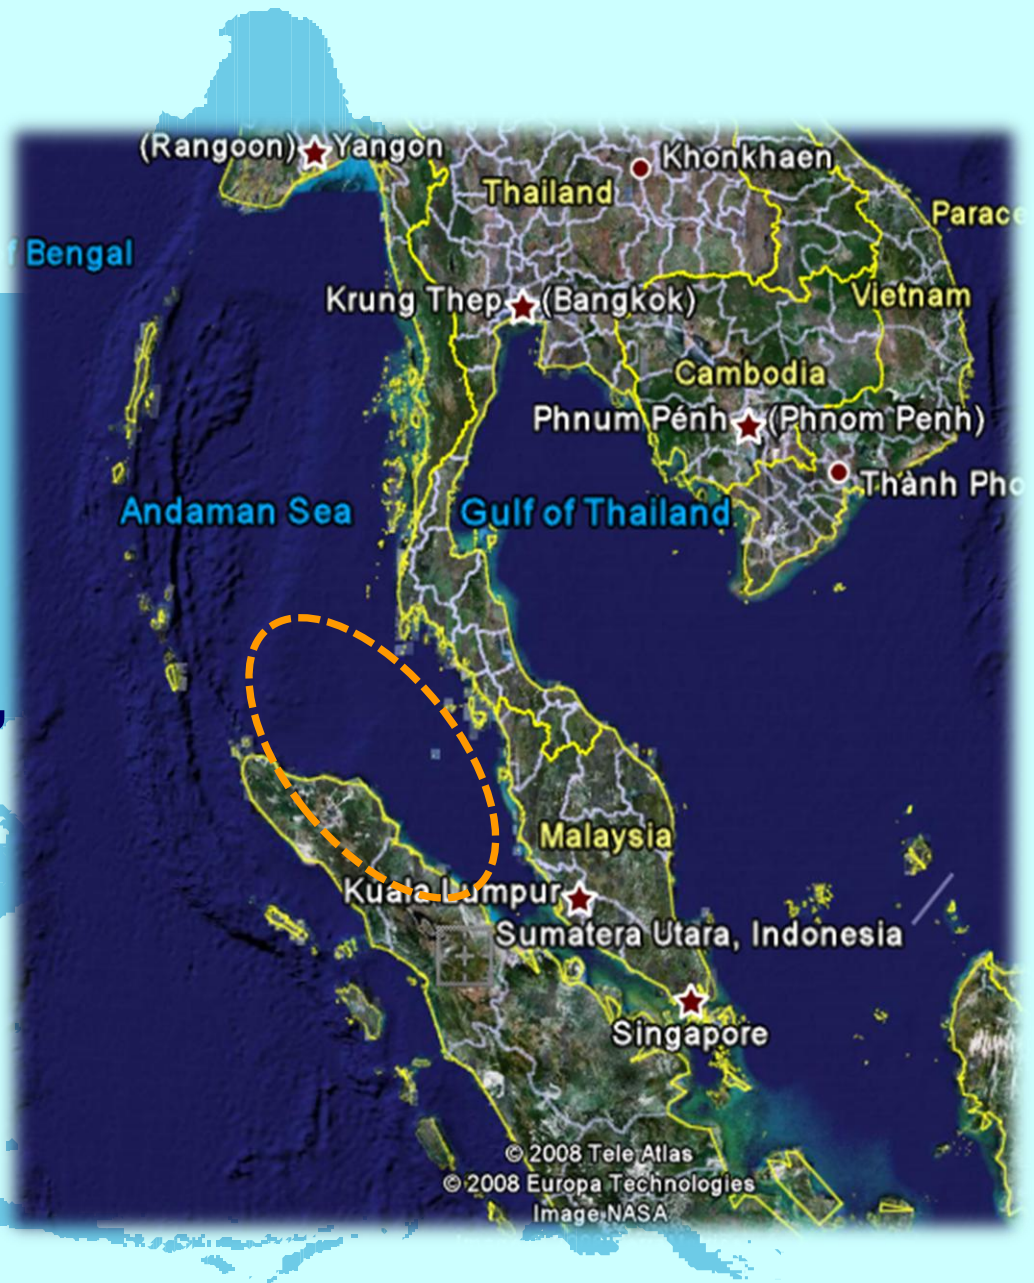 (Rangoon) Yangon
Khonkhaen
Thailand
Parace
f Bengal
Krung Thep (Bangkok)
Vietnam
Cambodia
Phnum Pénh (Phnom Penh)
Thành Pho
Andaman Sea
Gulf of Thailand
Malaysia
Kuala Lumpur
Sumatera Utara, Indonesia
Singapore
© 2008 Tele Atlas
© 2008 Europa Technologies
Image NASA